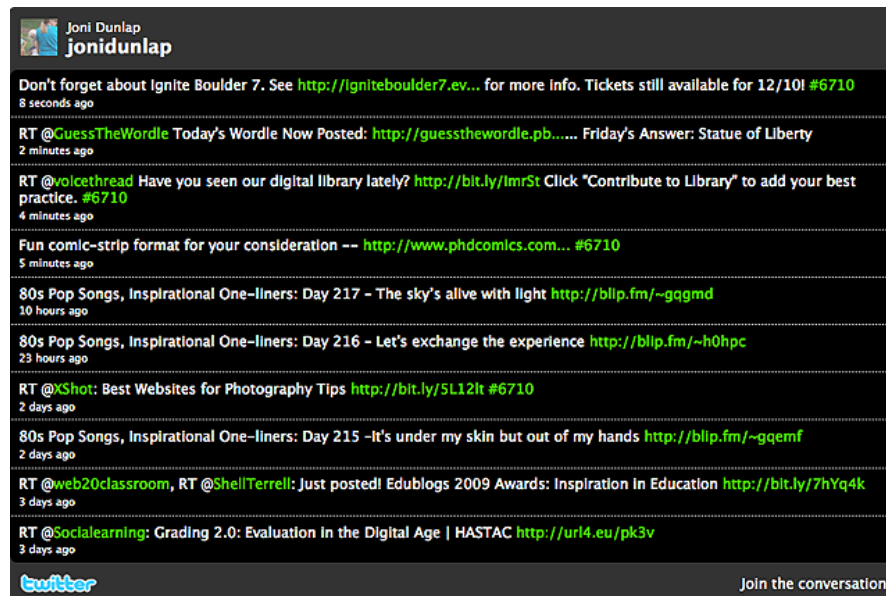 Joni Dunlap
jonidunlap
Don't forget about Ignite Boulder 7. See http://igniteboulder7.ev... for more info. Tickets still available for 12/10! #6710
8 seconds ago
RT @GuessTheWordle Today's Wordle Now Posted: http://guessthewordle.pb...... Friday's Answer: Statue of Liberty
2 minutes ago
RT @voicethread Have you seen our digital library lately? http://bit.ly/ImrSt Click "Contribute to Library" to add your best
practice. #6710
4 minutes ago
Fun comic-strip format for your consideration -- http://www.phdcomics.com... #6710
5 minutes ago
80s Pop Songs, Inspirational One-liners: Day 217 - The sky's alive with light http://blip.fm/~gqgmd
10 hours ago
80s Pop Songs, Inspirational One-liners: Day 216 - Let's exchange the experience http://blip.fm/~h0hpc
23 hours ago
RT @XShot: Best Websites for Photography Tips http://bit.ly/5L12lt #6710
2 days ago
80s Pop Songs, Inspirational One-liners: Day 215 -It's under my skin but out of my hands http://blip.fm/~gqemf
2 days ago
RT @web20classroom, RT @ShellTerrell: Just posted! Edublogs 2009 Awards: Inspiration in Education http://bit.ly/7hYq4k
3 days ago
RT @Socialearning: Grading 2.0: Evaluation in the Digital Age | HASTAC http://url4.eu/pk3v
3 days ago
twitter
Join the conversation